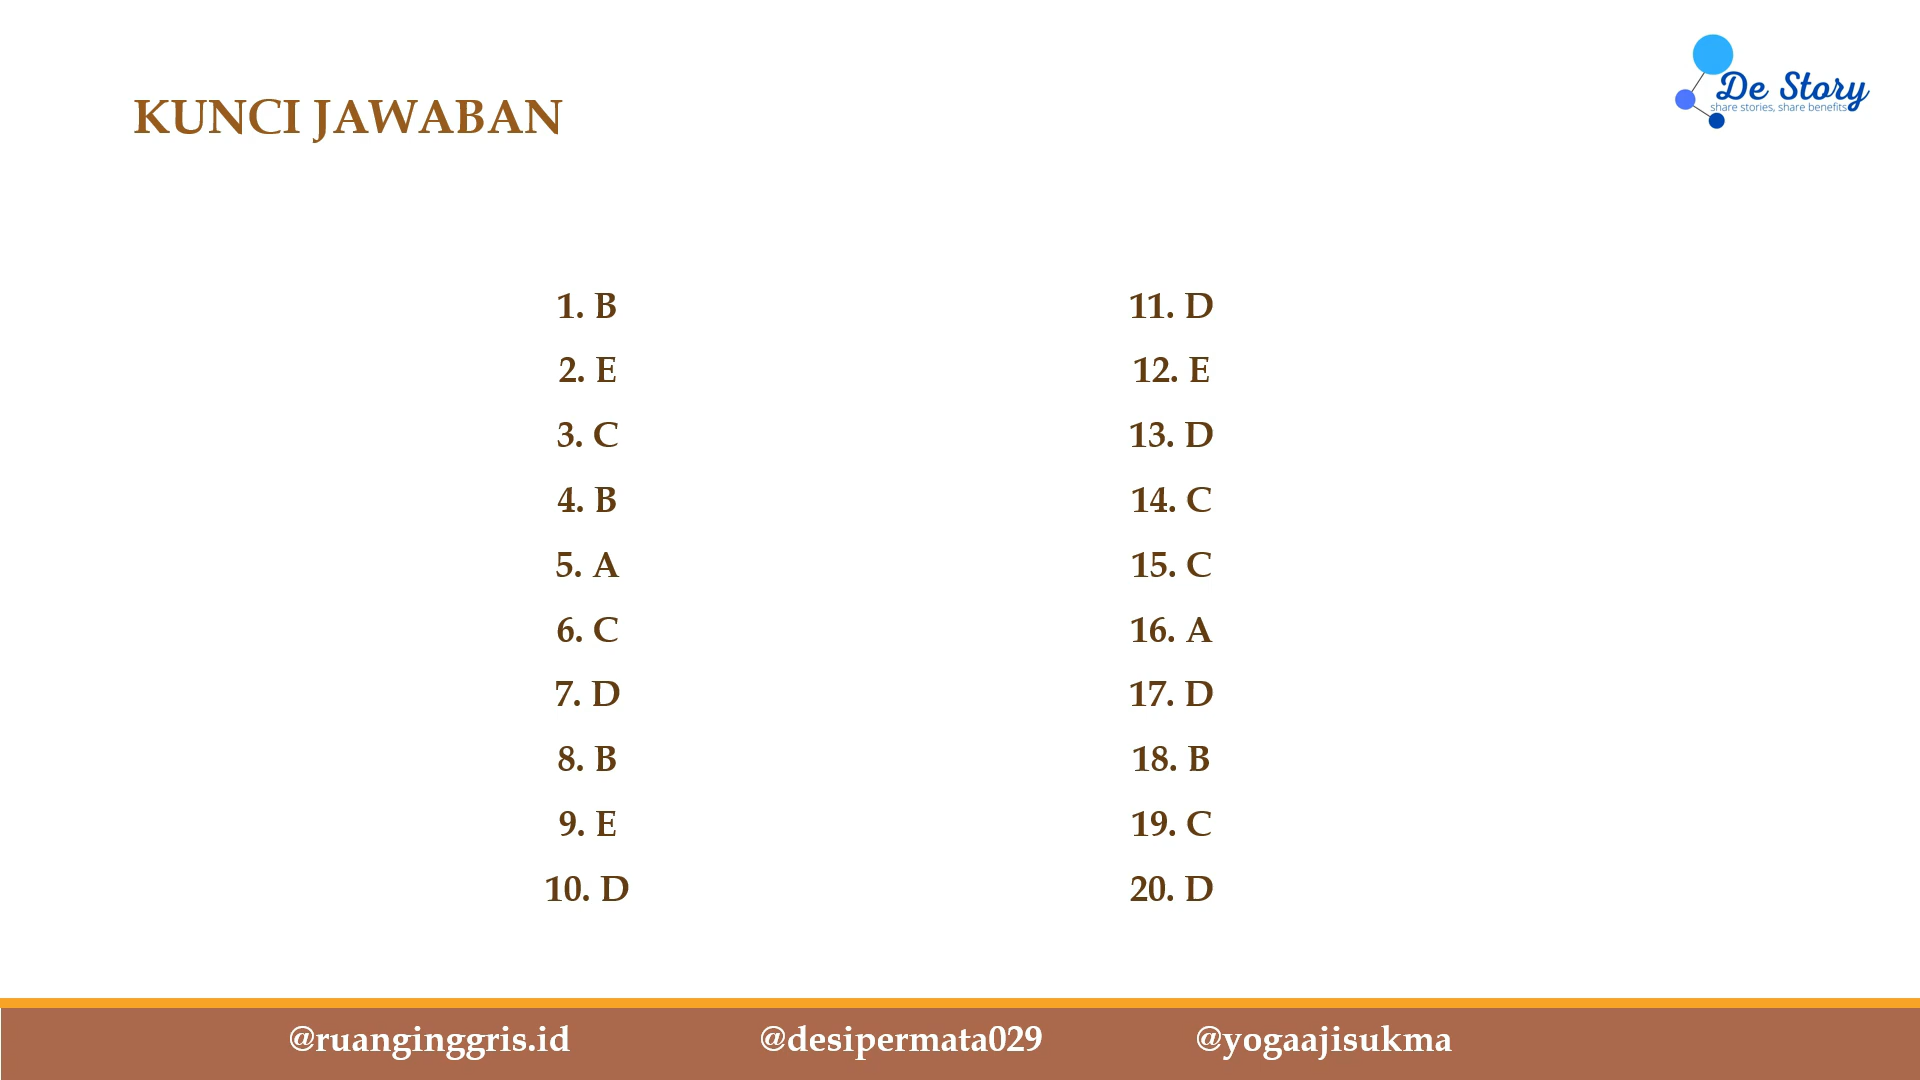 De Story
share stories, share benefits
KUNCI JAWABAN
1. B
2. E
3. C
4. B
5. A
6. C
7. D
8. B
9. E
10. D
11. D
12. E
13. D
14. C
15. C
16. A
17. D
18. B
19. C
20. D
@ruanginggris.id
@desipermata029
@yogaajisukma